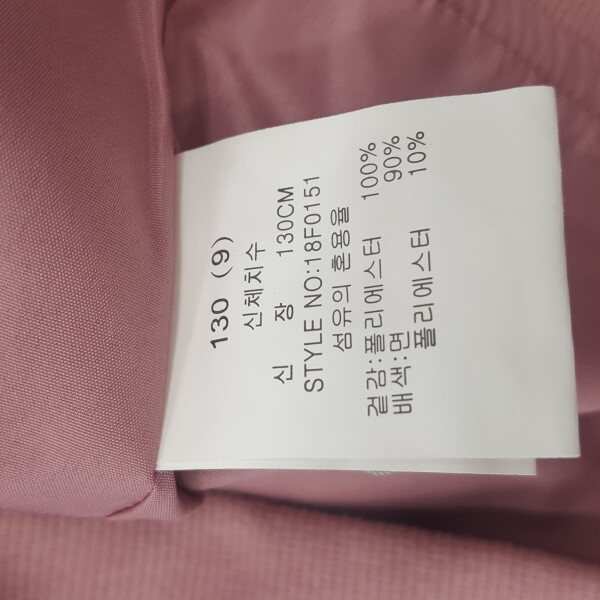 130 (9)
신체치수
신 장 130CM
STYLE NO:18F0151
섬유의 혼용율
겉감:폴리에스터 100%
배색:면 90%
폴리에스터 10%